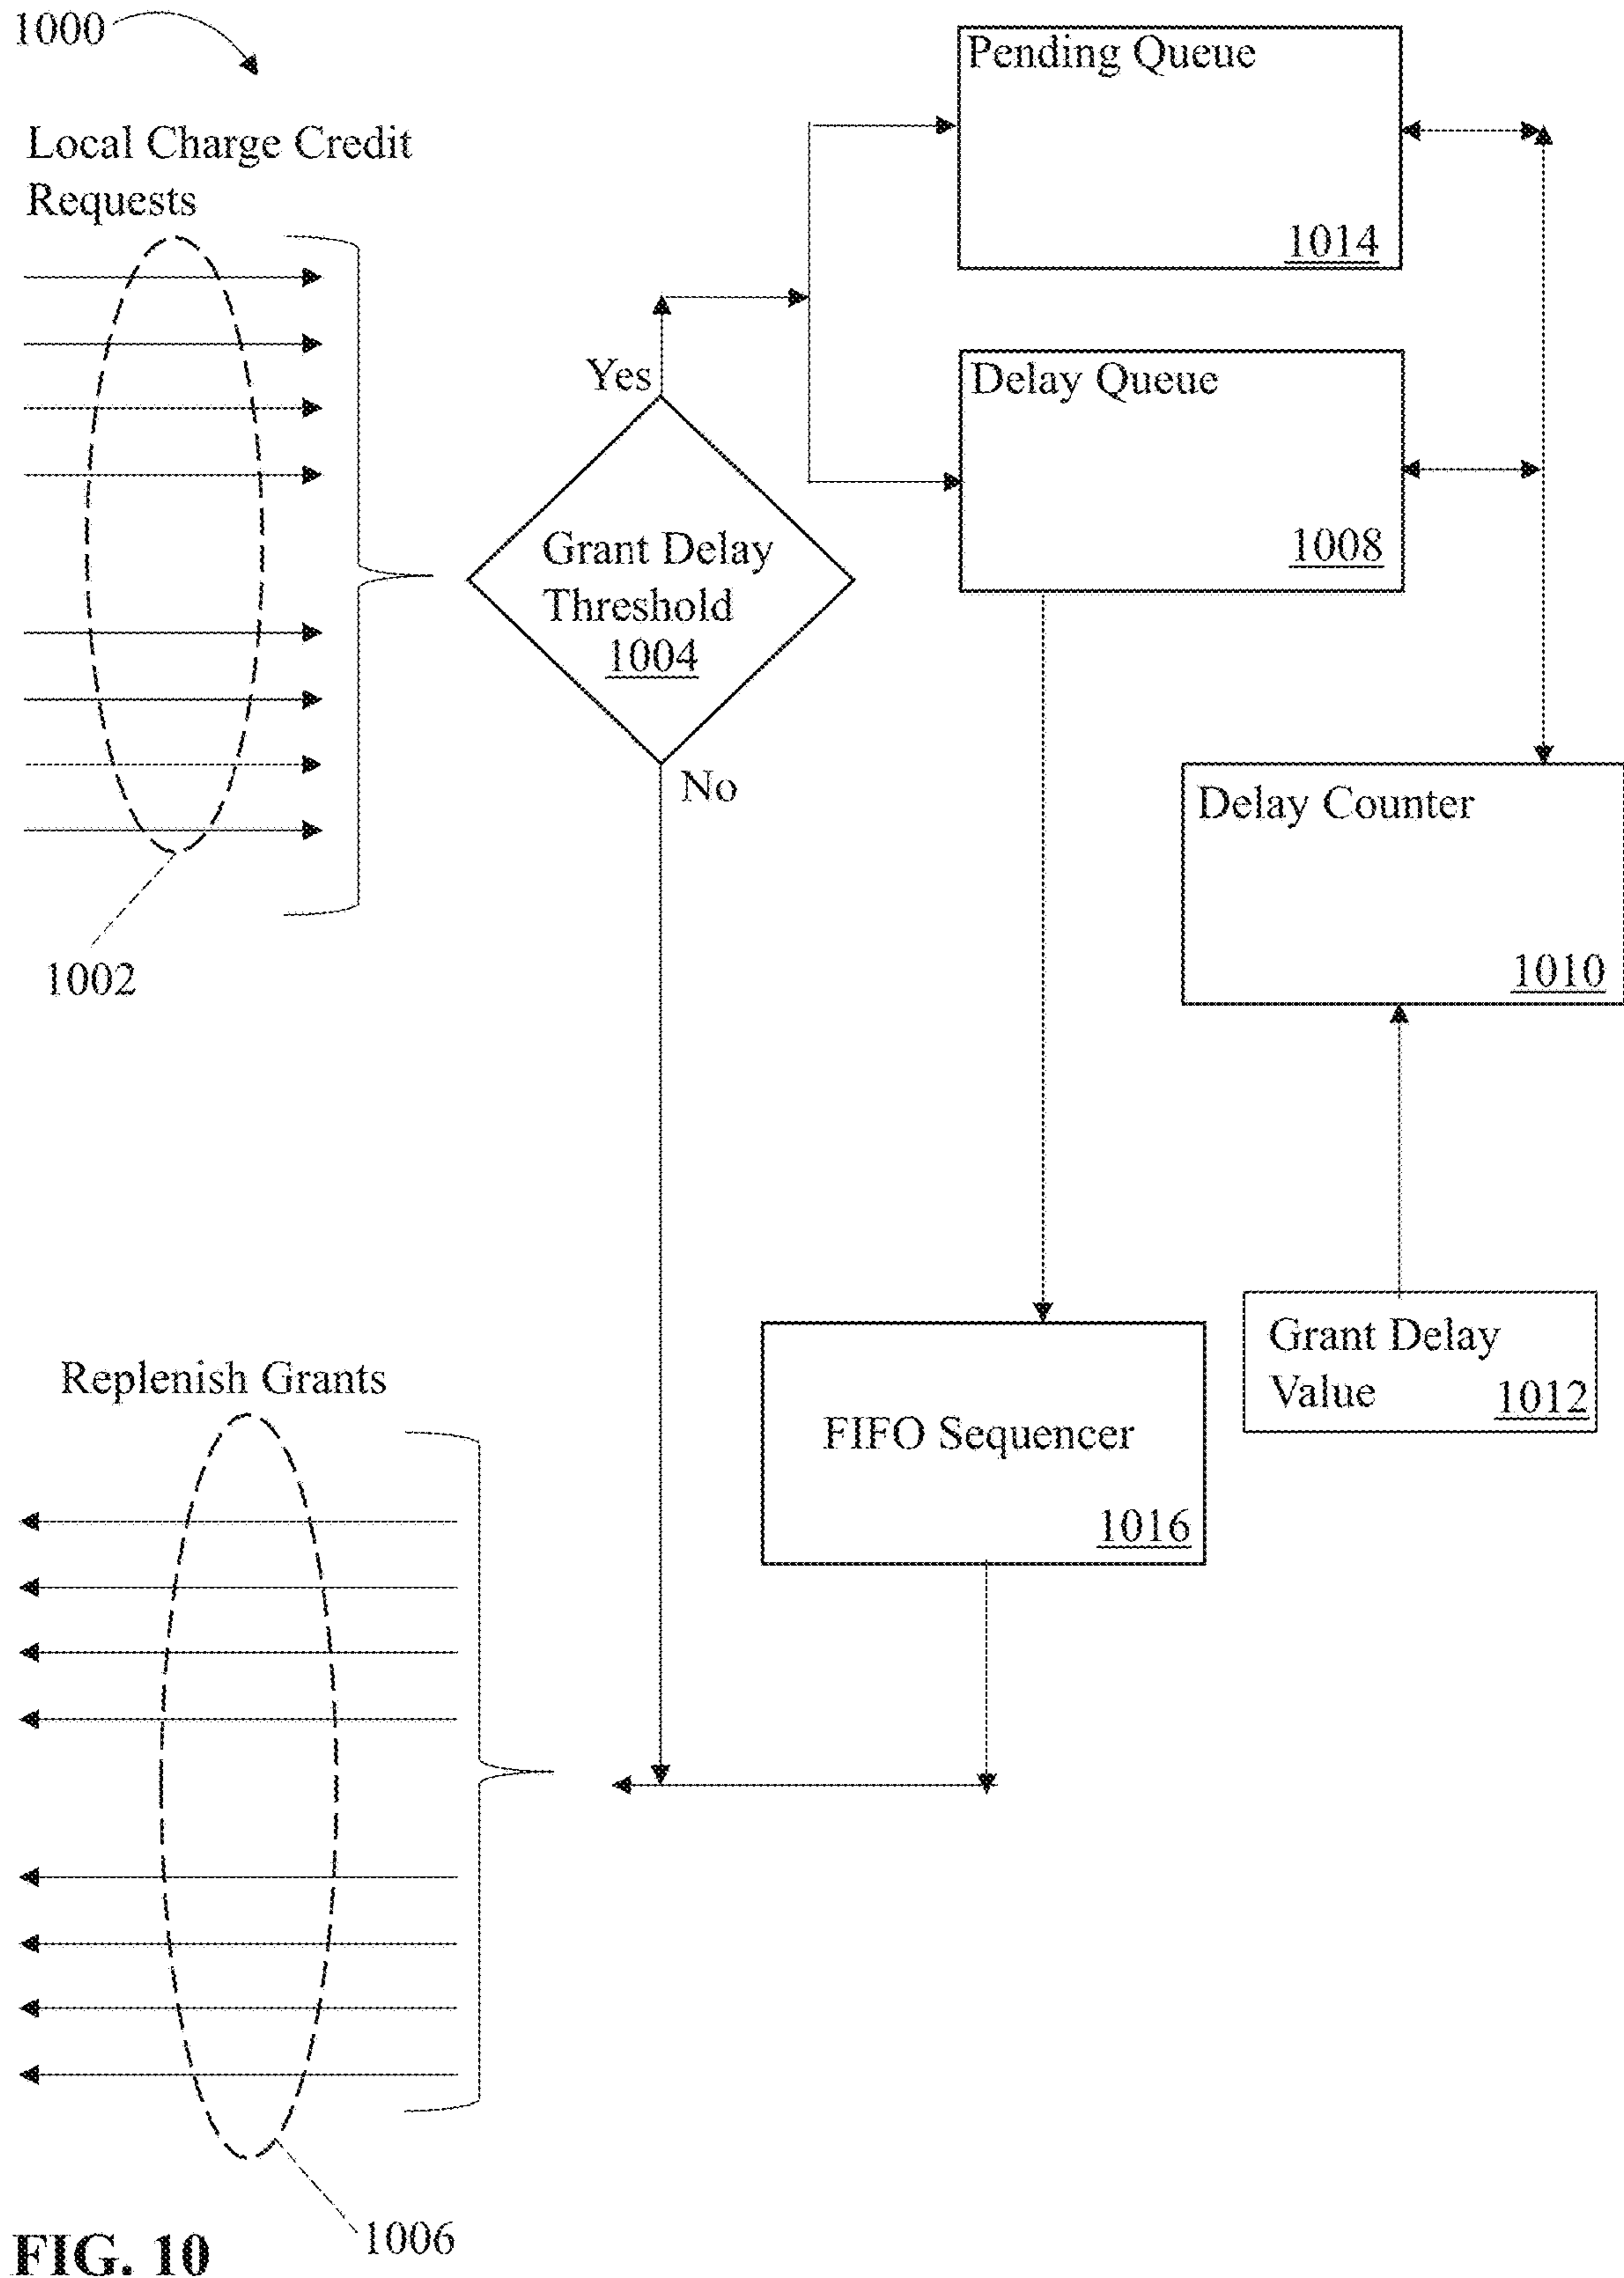 1000
Local Charge Credit
Requests
1002
Pending Queue
1014
Yes
Delay Queue
1008
Grant Delay
Threshold
1004
No
Delay Counter
1010
Grant Delay
Value 1012
FIFO Sequencer
1016
Replenish Grants
1006
FIG. 10